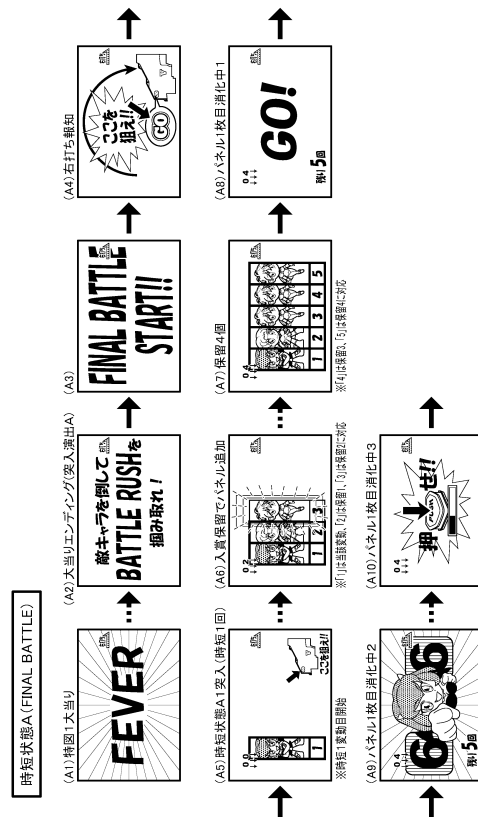 時短状態A(FINAL BATTLE)
(A1)特図1大当り
FEVER
(A2)大当りエンディング(突入演出A)
敵キャラを倒して
BATTLE RUSHを
掴み取れ!
(A3)
FINAL BATTLE
START!!
(A4)右打ち報知
ここを
狙え!!
GO
(A5)時短状態A1突入(時短1回)
0 0
↓↓↓
1
ここを狙え!!
※時短1変動目開始
(A6)入賞保留でパネル追加
0 2
↓↓↓
1 2 3
※「1」は当該変動、「2」は保留1、「3」は保留2に対応
(A7)保留4個
0 4
↓↓↓
1 2 3 4 5
※「4」は保留3、「5」は保留4に対応
(A8)パネル1枚目消化中1
0 4
↓↓↓
GO!
残り5回
(A9)パネル1枚目消化中2
0 4
↓↓↓
6 6
残り5回
(A10)パネル1枚目消化中3
0 4
↓↓↓
押せ!!